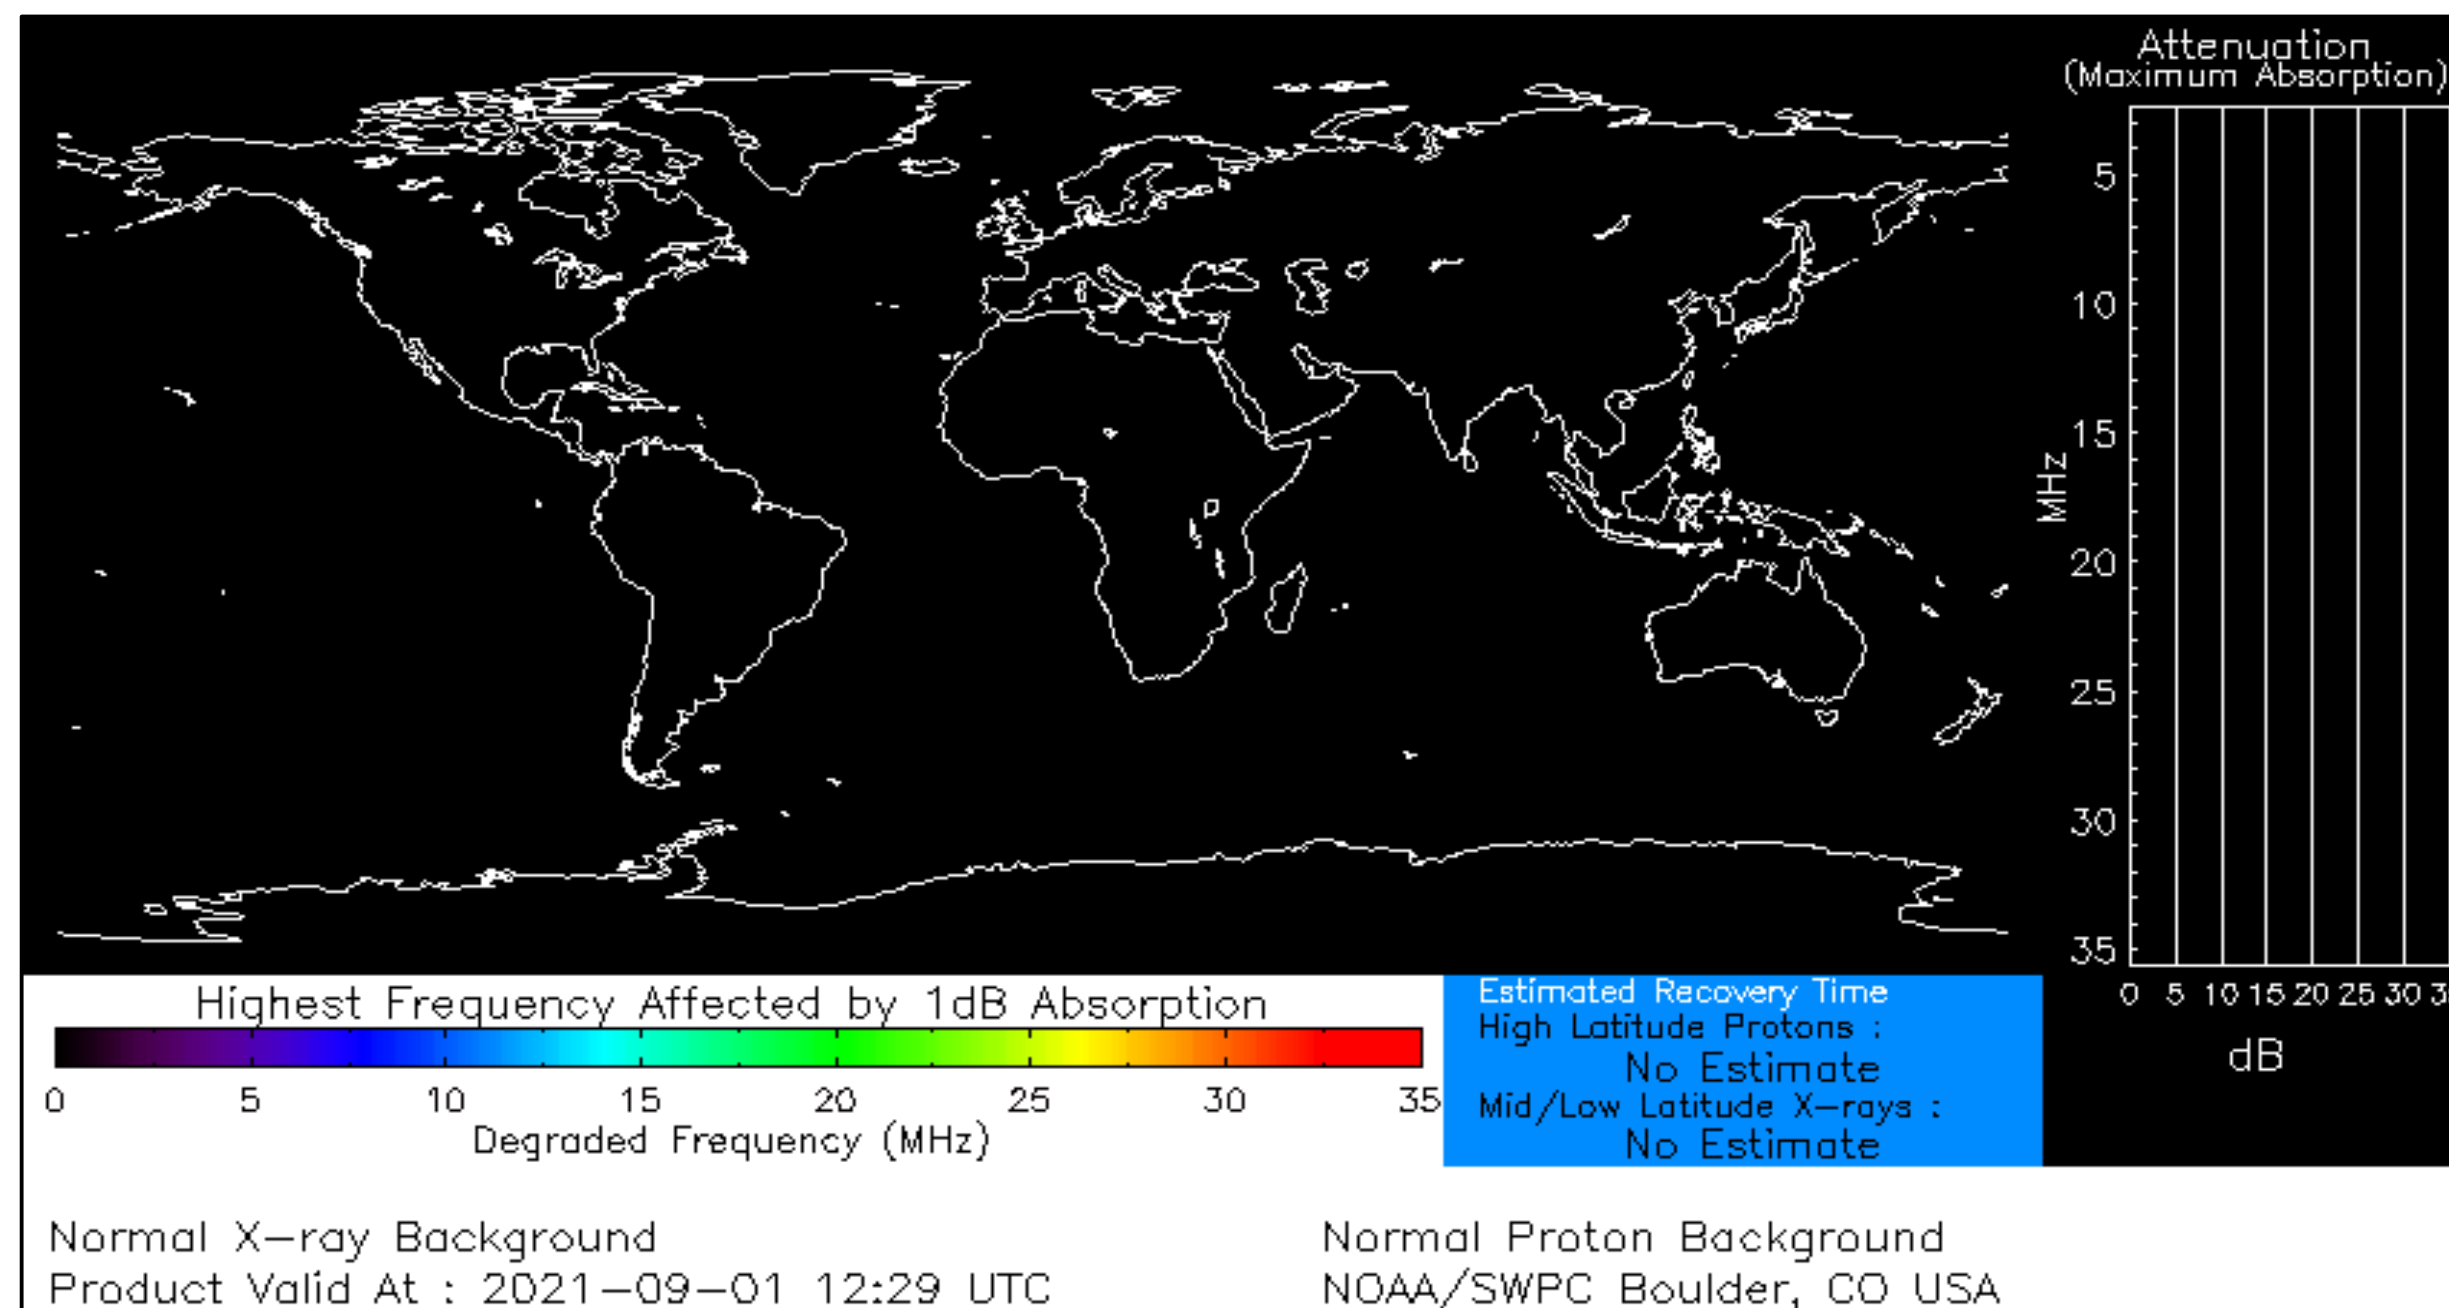 Attenuation
(Maximum Absorption)
5
10
15
20
25
30
35
MHz
0 5 10 15 20 25 30
dB
Highest Frequency Affected by 1dB Absorption
0 5 10 15 20 25 30 35
Degraded Frequency (MHz)
Estimated Recovery Time
High Latitude Protons :
No Estimate
Mid/Low Latitude X-rays :
No Estimate
Normal X-ray Background
Normal Proton Background
Product Valid At : 2021-09-01 12:29 UTC
NOAA/SWPC Boulder, CO USA